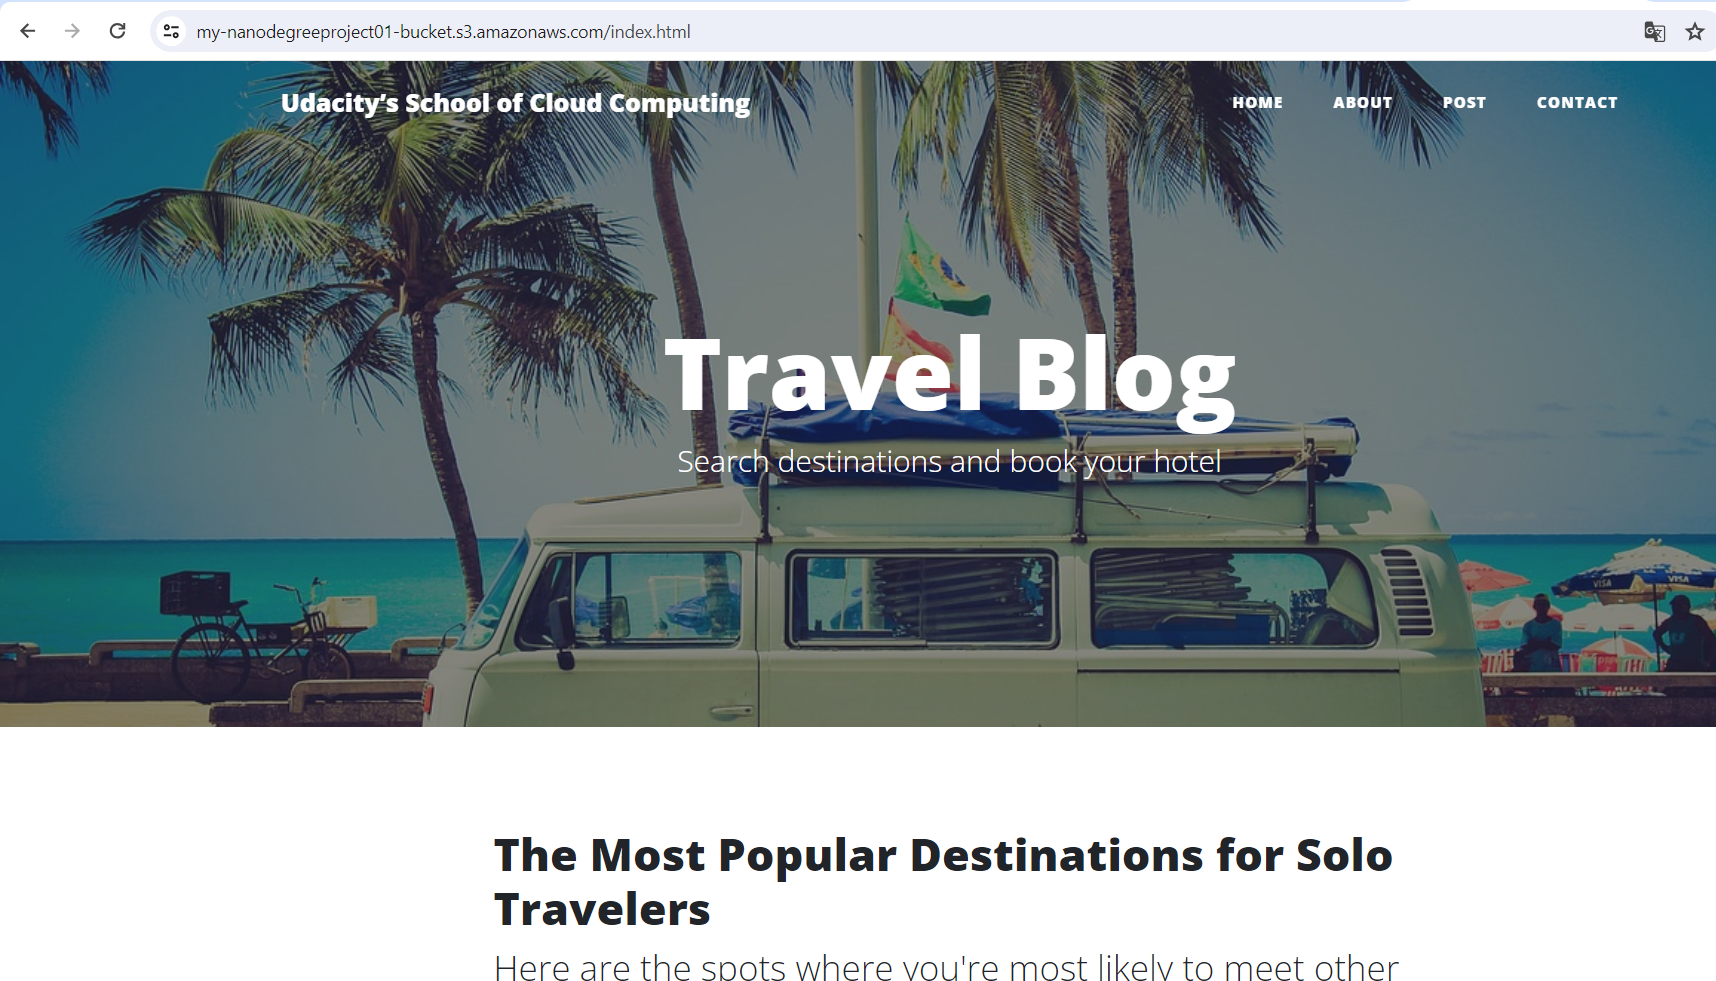 my-nanodegreeproject01-bucket.s3.amazonaws.com/index.html
Udacity’s School of Cloud Computing
HOME ABOUT POST CONTACT
Travel Blog
Search destinations and book your hotel
VISA VISA
The Most Popular Destinations for Solo
Travelers
Here are the spots where you're most likely to meet other